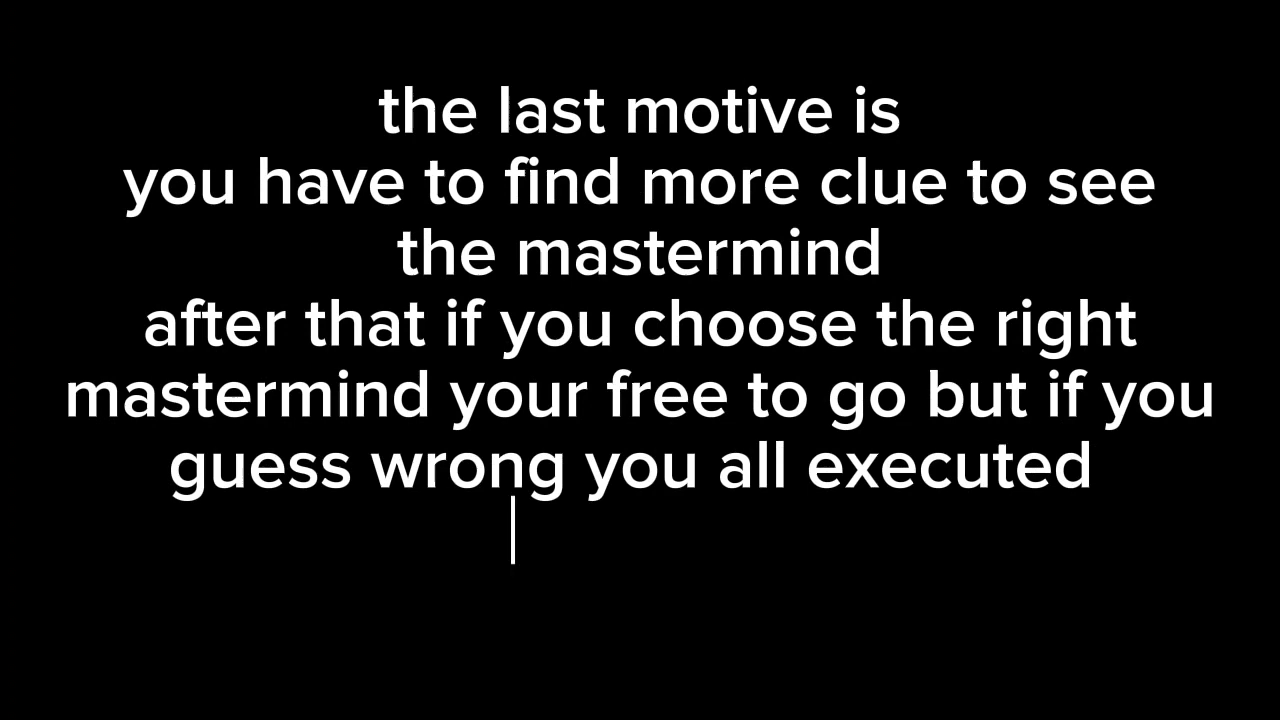 the last motive is
you have to find more clue to see
the mastermind
after that if you choose the right
mastermind your free to go but if you
guess wrong you all executed